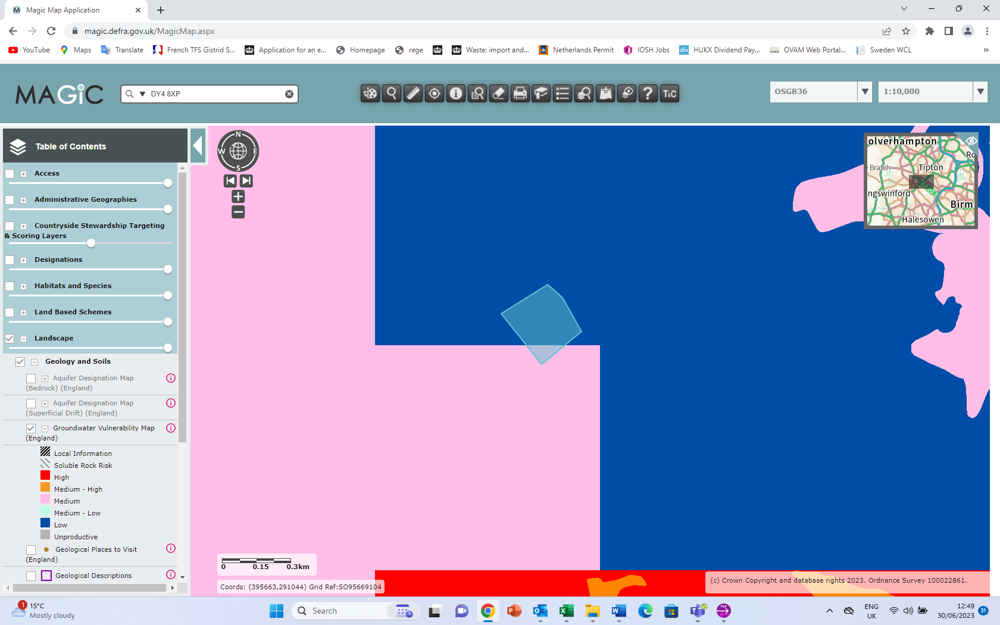 Magic Map Application
magic.defra.gov.uk/MagicMap.aspx
YouTube Maps Translate French TFS Gistrid S... Application for an e... Homepage rege Waste: import and... Netherlands Permit IOSH Jobs div HUKX Dividend Pay... OVAM OVAM Web Portal... Sweden WCL »
MAGiC
DY4 8XP
T&C
OSGB36
1:10,000
Table of Contents
Access
Administrative Geographies
Countryside Stewardship Targeting
& Scoring Layers
Designations
Habitats and Species
Land Based Schemes
Landscape
Geology and Soils
Aquifer Designation Map
(Bedrock) (England)
Aquifer Designation Map
(Superficial Drift) (England)
Groundwater Vulnerability Map
(England)
Local Information
Soluble Rock Risk
High
Medium - High
Medium
Medium - Low
Low
Unproductive
Geological Places to Visit
(England)
Geological Descriptions
N
W E
S
olverhampton
Ro
Bratch Tipton
ngswinford
Birm
Halesowen
0 0.15 0.3km
Coords: (395663,291044) Grid Ref:SO95669104
(c) Crown Copyright and database rights 2023. Ordnance Survey 100022861.
1
15°C
Mostly cloudy
Search
ENG
UK
12:49
30/06/2023
31